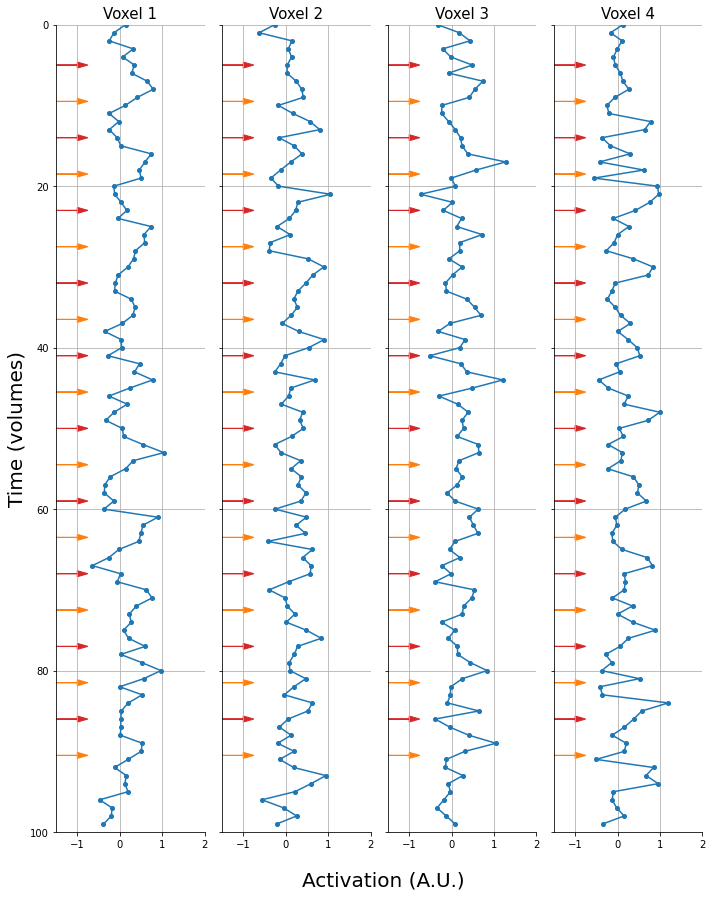 Voxel 1 Voxel 2 Voxel 3 Voxel 4
0
20
40
60
80
100
Time (volumes)
−1 0 1 2 −1 0 1 2 −1 0 1 2 −1 0 1 2
Activation (A.U.)